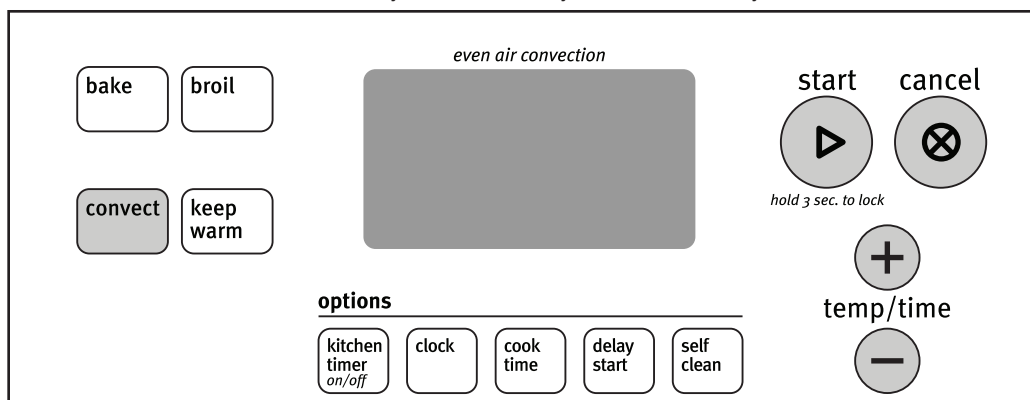 even air convection
bake
broil
start
cancel
hold 3 sec. to lock
convect
keep
warm
temp/time
options
kitchen
timer
on/off
clock
cook
time
delay
start
self
clean